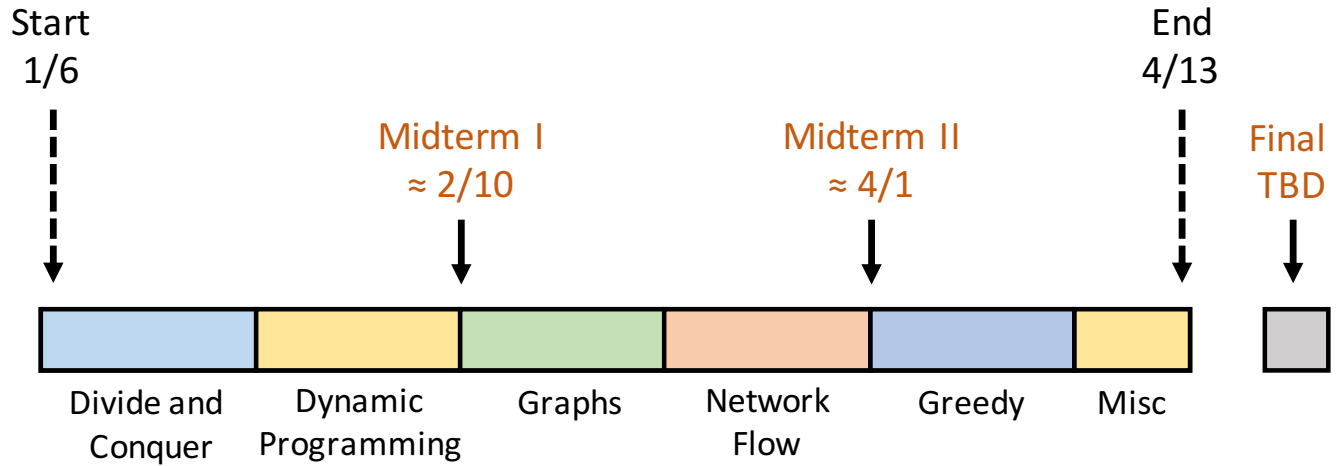 Start
1/6
End
4/13
Midterm I
≈ 2/10
Midterm II
≈ 4/1
Final
TBD
Divide and
Conquer
Dynamic
Programming
Graphs
Network
Flow
Greedy
Misc